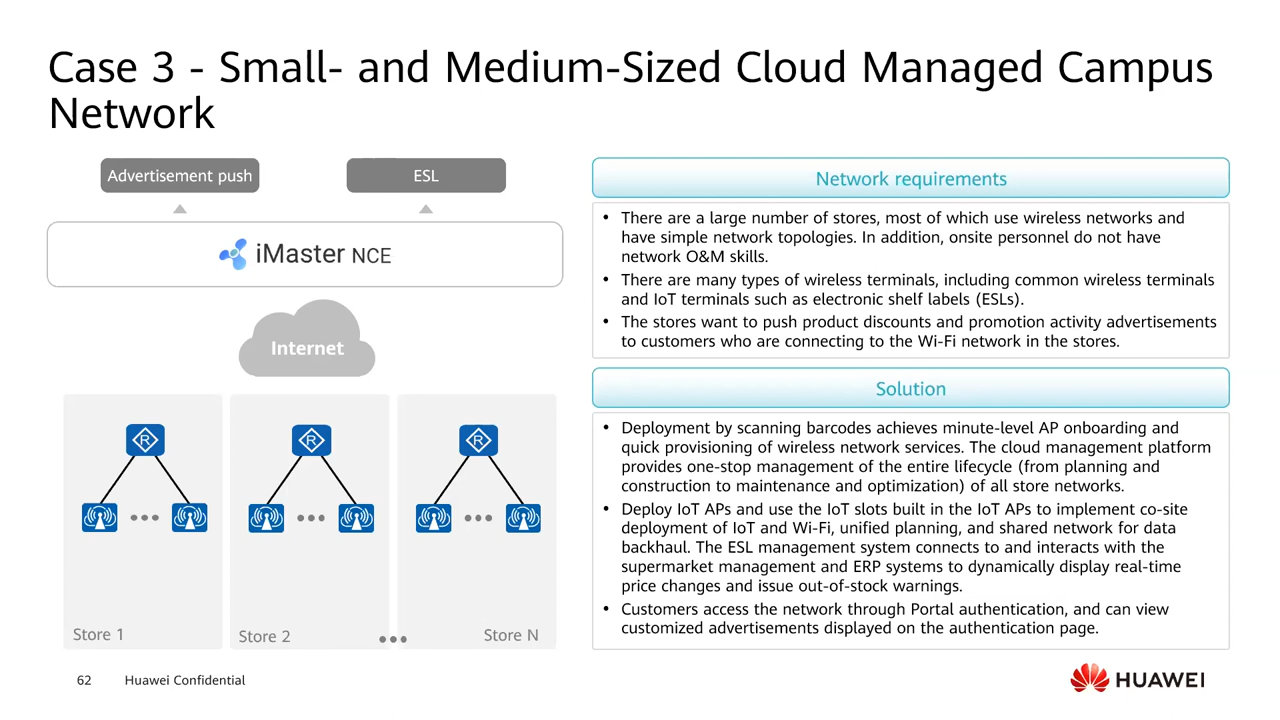 Case 3 - Small- and Medium-Sized Cloud Managed Campus
Network
Advertisement push
ESL
iMaster NCE
Internet
R
R
R
Store 1
Store 2
Store N
Network requirements
• There are a large number of stores, most of which use wireless networks and
have simple network topologies. In addition, onsite personnel do not have
network O&M skills.
• There are many types of wireless terminals, including common wireless terminals
and IoT terminals such as electronic shelf labels (ESLs).
• The stores want to push product discounts and promotion activity advertisements
to customers who are connecting to the Wi-Fi network in the stores.
Solution
• Deployment by scanning barcodes achieves minute-level AP onboarding and
quick provisioning of wireless network services. The cloud management platform
provides one-stop management of the entire lifecycle (from planning and
construction to maintenance and optimization) of all store networks.
• Deploy IoT APs and use the IoT slots built in the IoT APs to implement co-site
deployment of IoT and Wi-Fi, unified planning, and shared network for data
backhaul. The ESL management system connects to and interacts with the
supermarket management and ERP systems to dynamically display real-time
price changes and issue out-of-stock warnings.
• Customers access the network through Portal authentication, and can view
customized advertisements displayed on the authentication page.
62
Huawei Confidential
HUAWEI